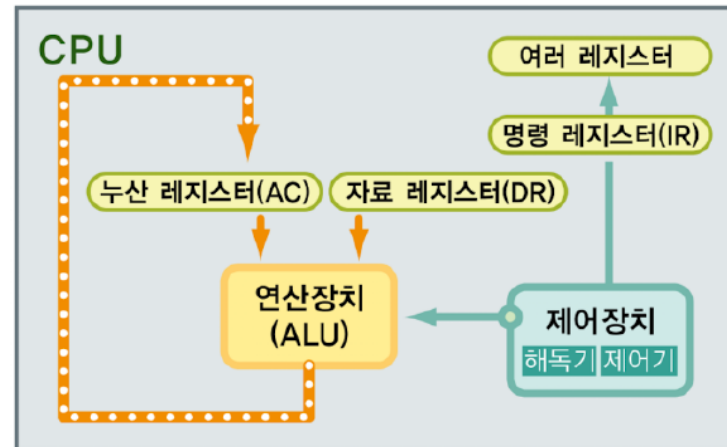 CPU
여러 레지스터
명령 레지스터(IR)
누산 레지스터(AC)
자료 레지스터(DR)
연산장치
(ALU)
제어장치
해독기 제어기